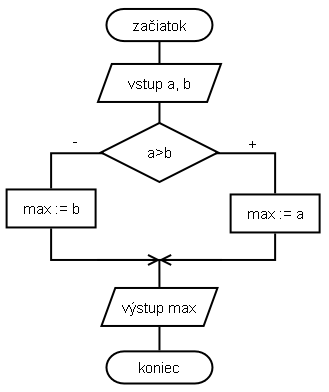 začiatok
vstup a, b
a>b
-
+
max := b
max := a
výstup max
koniec